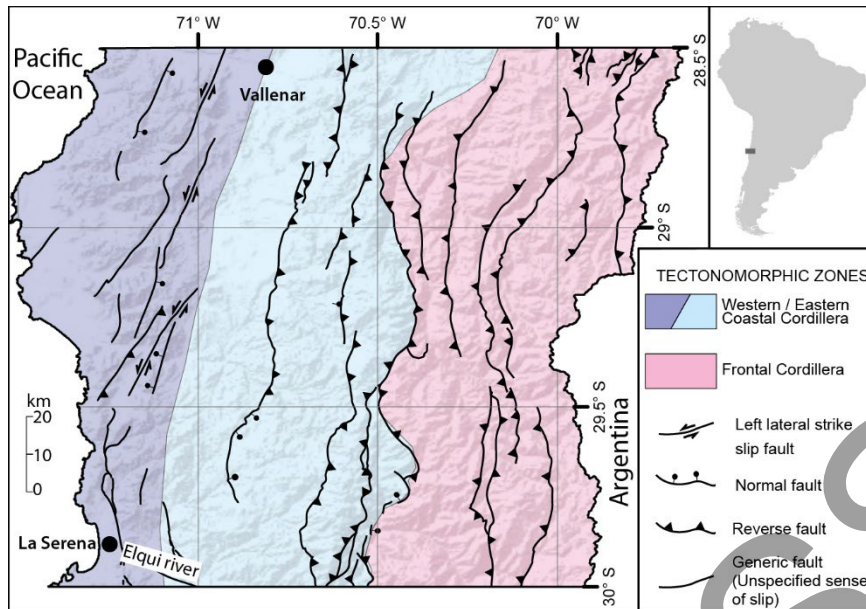 71° W
70.5° W
70° W
Pacific
Ocean
28.5° S
Vallenar
29° S
TECTONOMORPHIC ZONES
Western / Eastern
Coastal Cordillera
Frontal Cordillera
km
20
10
0
29.5° S
Argentina
Left lateral strike
slip fault
Normal fault
Reverse fault
La Serena
Elqui river
Generic fault
(Unspecified sense
of slip)
30° S